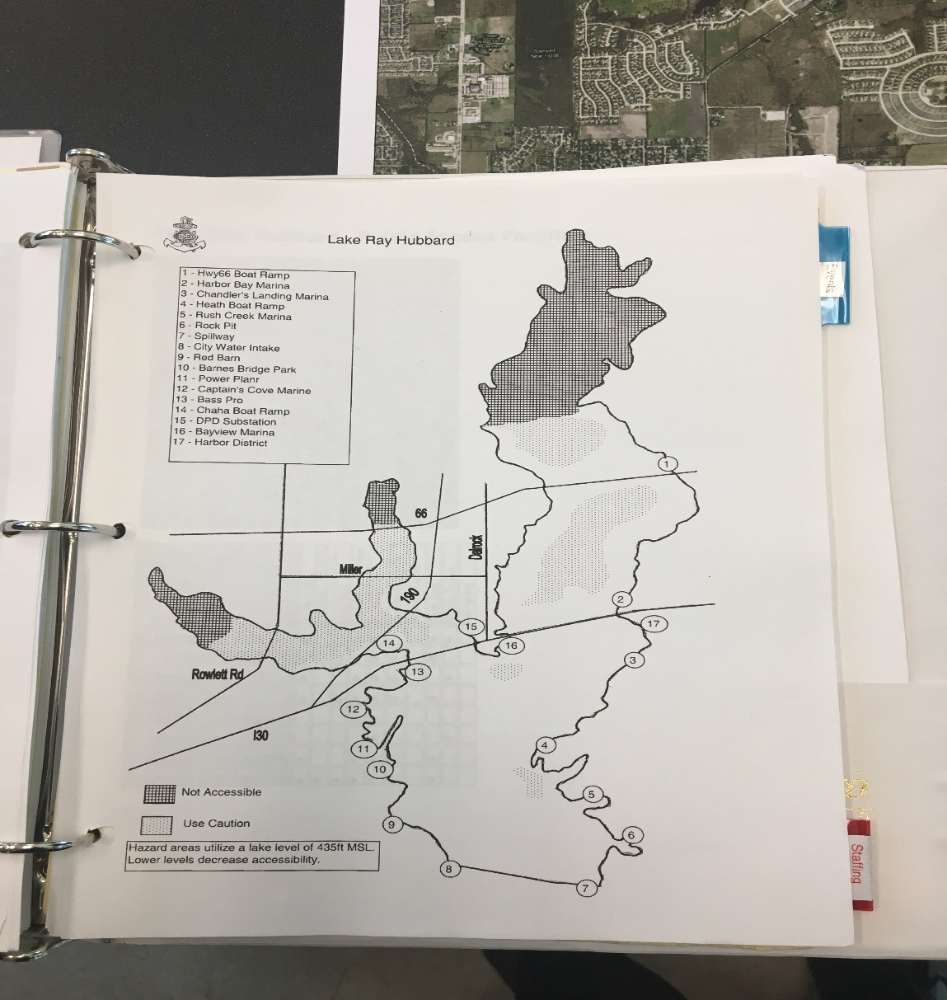 Samuel
New Hope
Events
Lake Ray Hubbard
1 - Hwy66 Boat Ramp
2 - Harbor Bay Marina
3 - Chandler's Landing Marina
4 - Heath Boat Ramp
5 - Rush Creek Marina
6 - Rock Pit
7 - Spillway
8 - City Water Intake
9 - Red Barn
10 - Barnes Bridge Park
11 - Power Planr
12 - Captain's Cove Marine
13 - Bass Pro
14 - Chaha Boat Ramp
15 - DPD Substation
16 - Bayview Marina
17 - Harbor District
1
66
Dalrock
Miller
190
2
17
15
14
16
3
13
Rowlett Rd
12
I30
11
4
10
Not Accessible
5
Use Caution
9
6
Hazard areas utilize a lake level of 435ft MSL.
Lower levels decrease accessibility.
8
7
Staffing